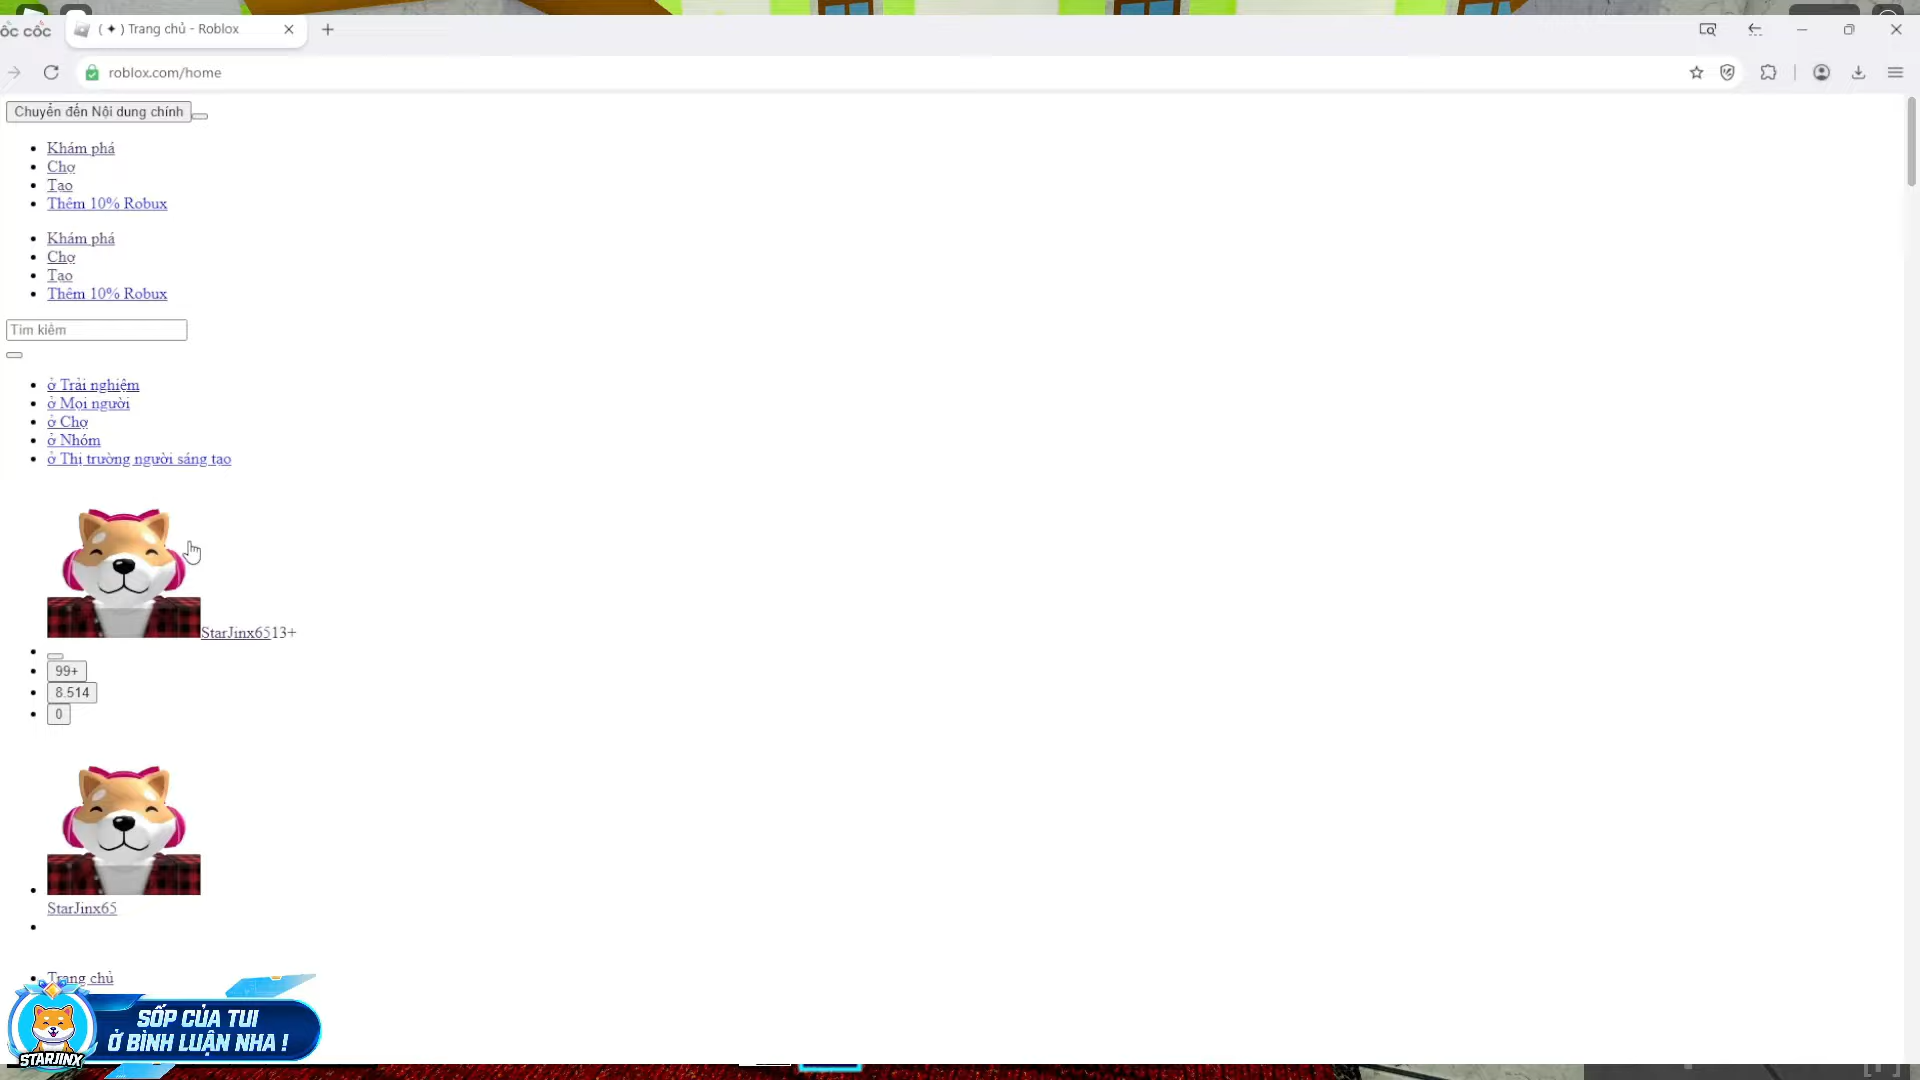 ốc cốc
( ✦ ) Trang chủ - Roblox
roblox.com/home
Chuyển đến Nội dung chính
Khám phá
Chợ
Tạo
Thêm 10% Robux
Khám phá
Chợ
Tạo
Thêm 10% Robux
Tìm kiếm
ở Trải nghiệm
ở Mọi người
ở Chợ
ở Nhóm
ở Thị trường người sáng tạo
StarJinx6513+
99+
8.514
0
StarJinx65
Trang chủ
SỐP CỦA TUI
Ở BÌNH LUẬN NHA !
STARJINX